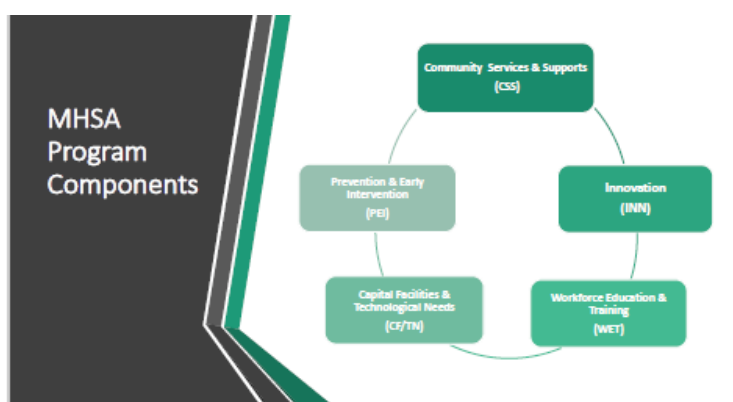 MHSA
Program
Components
Community Services & Supports
(CSS)
Innovation
(INN)
Workforce Education &
Training
(WET)
Capital Facilities &
Technological Needs
(CF/TN)
Prevention & Early
Intervention
(PEI)